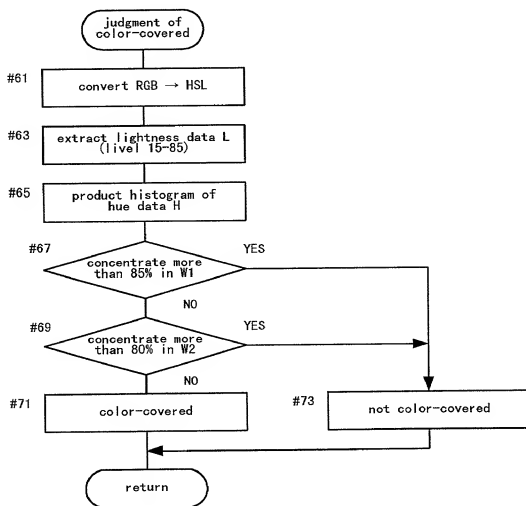 judgment of
color-covered
#61
convert RGB → HSL
#63
extract lightness data L
(livel 15-85)
#65
product histogram of
hue data H
#67
concentrate more
than 85% in W1
YES
NO
#69
concentrate more
than 80% in W2
YES
NO
#71
color-covered
#73
not color-covered
return